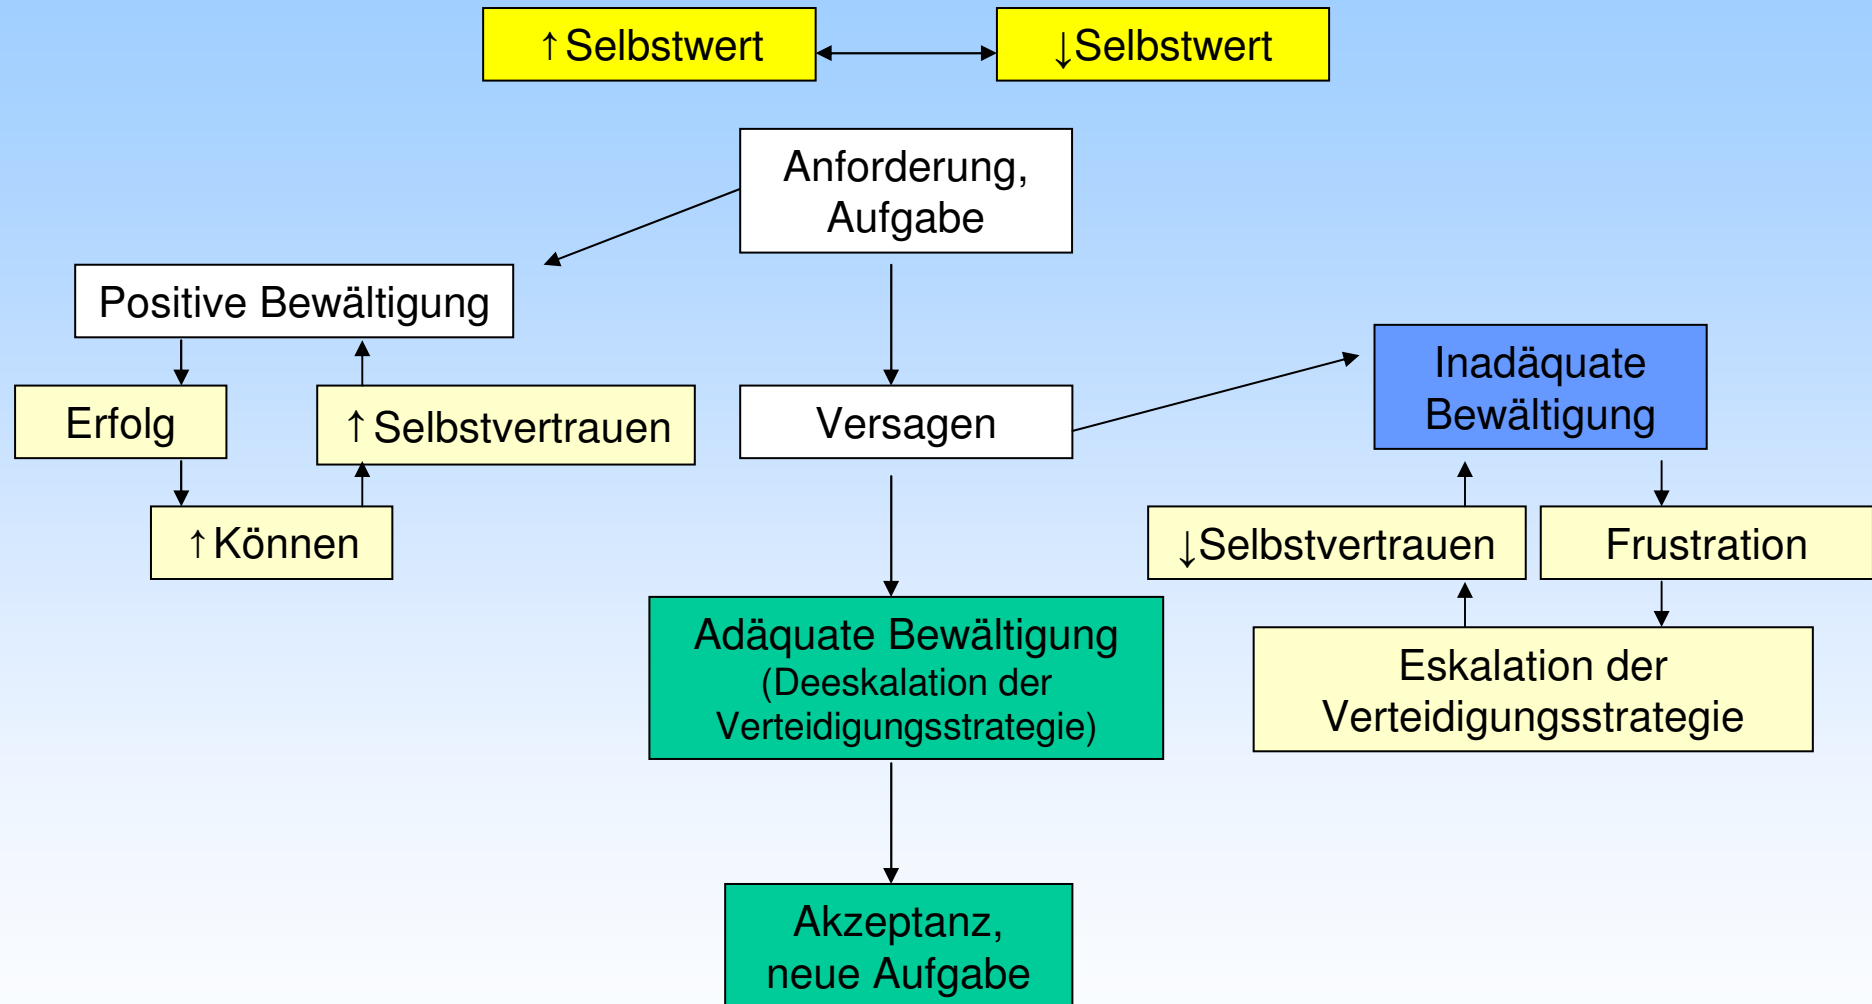 ↑Selbstwert
↓Selbstwert
Anforderung,
Aufgabe
Positive Bewältigung
Erfolg
↑Selbstvertrauen
↑Können
Versagen
Inadäquate
Bewältigung
↓Selbstvertrauen
Frustration
Eskalation der
Verteidigungsstrategie
Adäquate Bewältigung
(Deeskalation der
Verteidigungsstrategie)
Akzeptanz,
neue Aufgabe